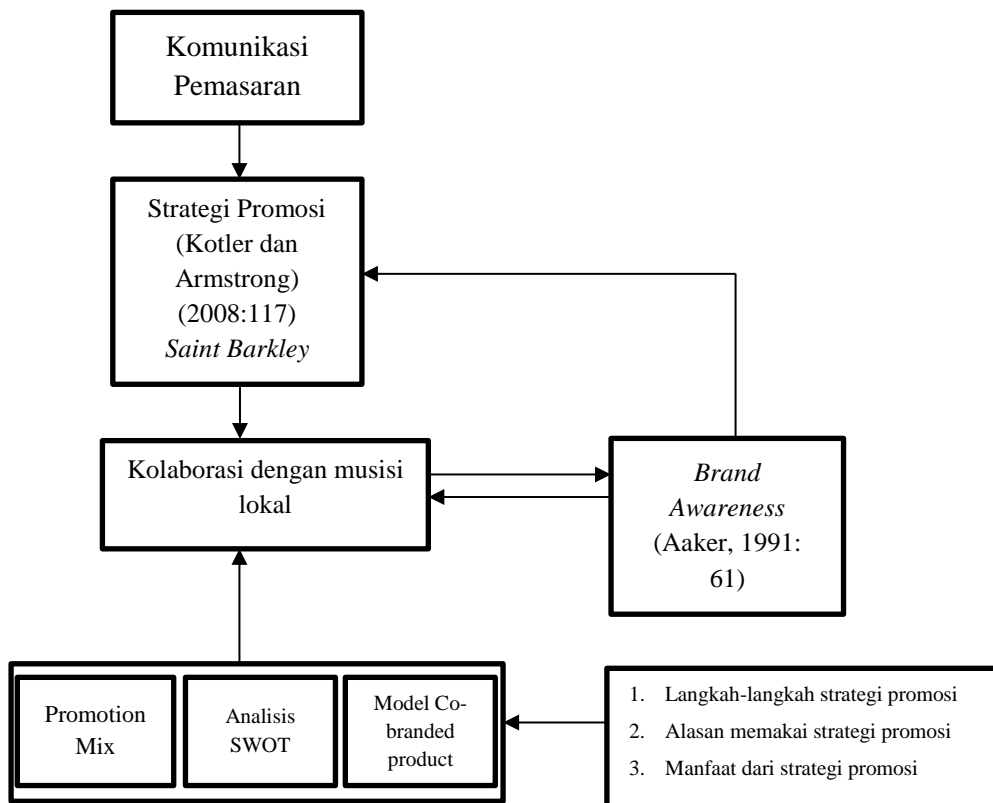 Komunikasi
Pemasaran
Strategi Promosi
(Kotler dan
Armstrong)
(2008:117)
Saint Barkley
Kolaborasi dengan musisi
lokal
Brand
Awareness
(Aaker, 1991:
61)
Promotion
Mix
Analisis
SWOT
Model Co-
branded
product
1. Langkah-langkah strategi promosi
2. Alasan memakai strategi promosi
3. Manfaat dari strategi promosi